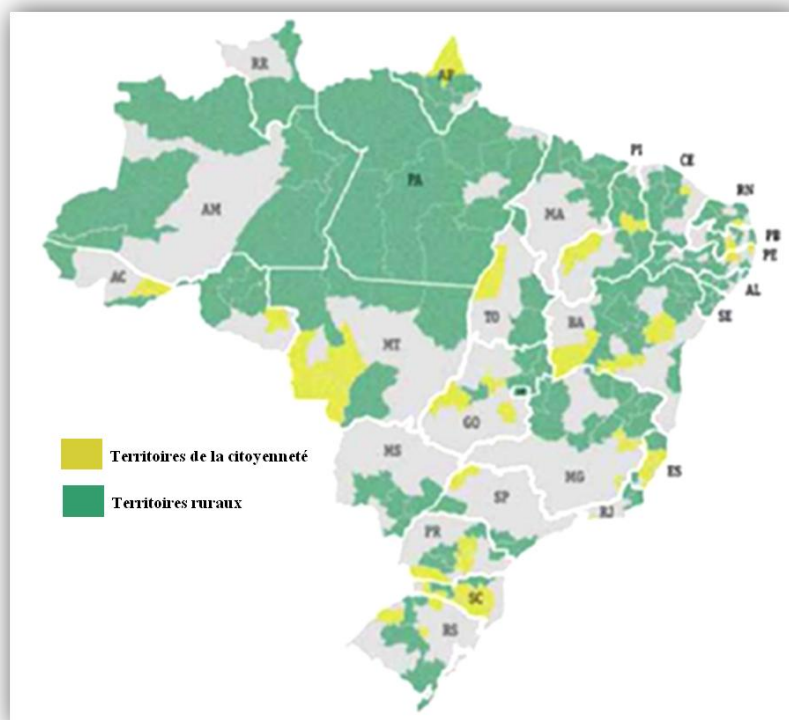 RR
AP
PA
AM
PI
CE
RN
MA
PB
PE
AC
AL
TO
BA
SE
MT
GO
Territoires de la citoyenneté
MS
MG
ES
Territoires ruraux
SP
RJ
PR
SC
RS